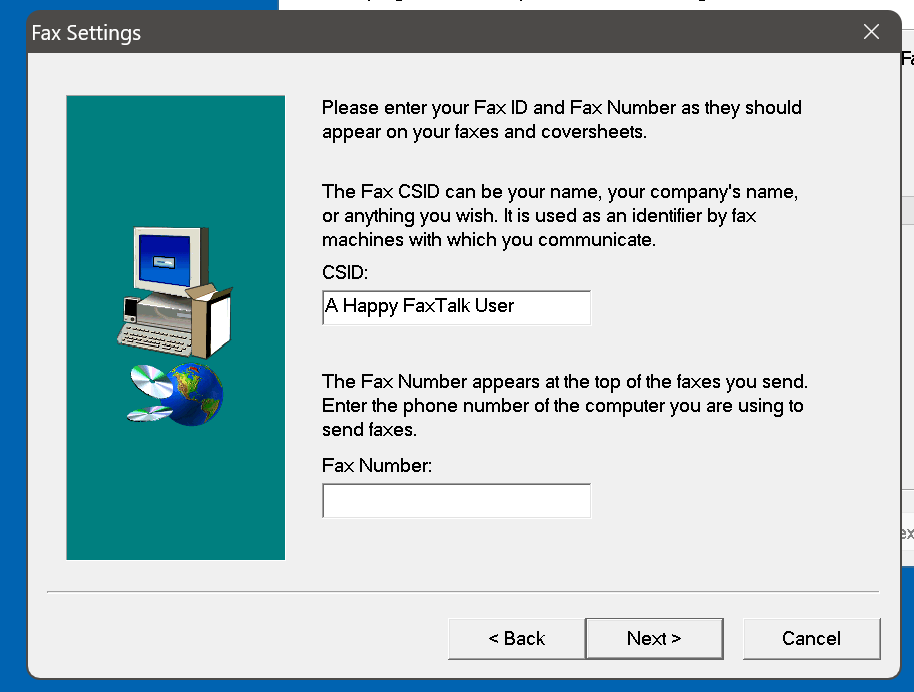 Fax Settings
Please enter your Fax ID and Fax Number as they should
appear on your faxes and coversheets.
The Fax CSID can be your name, your company's name,
or anything you wish. It is used as an identifier by fax
machines with which you communicate.
CSID:
A Happy FaxTalk User
The Fax Number appears at the top of the faxes you send.
Enter the phone number of the computer you are using to
send faxes.
Fax Number:
< Back
Next >
Cancel